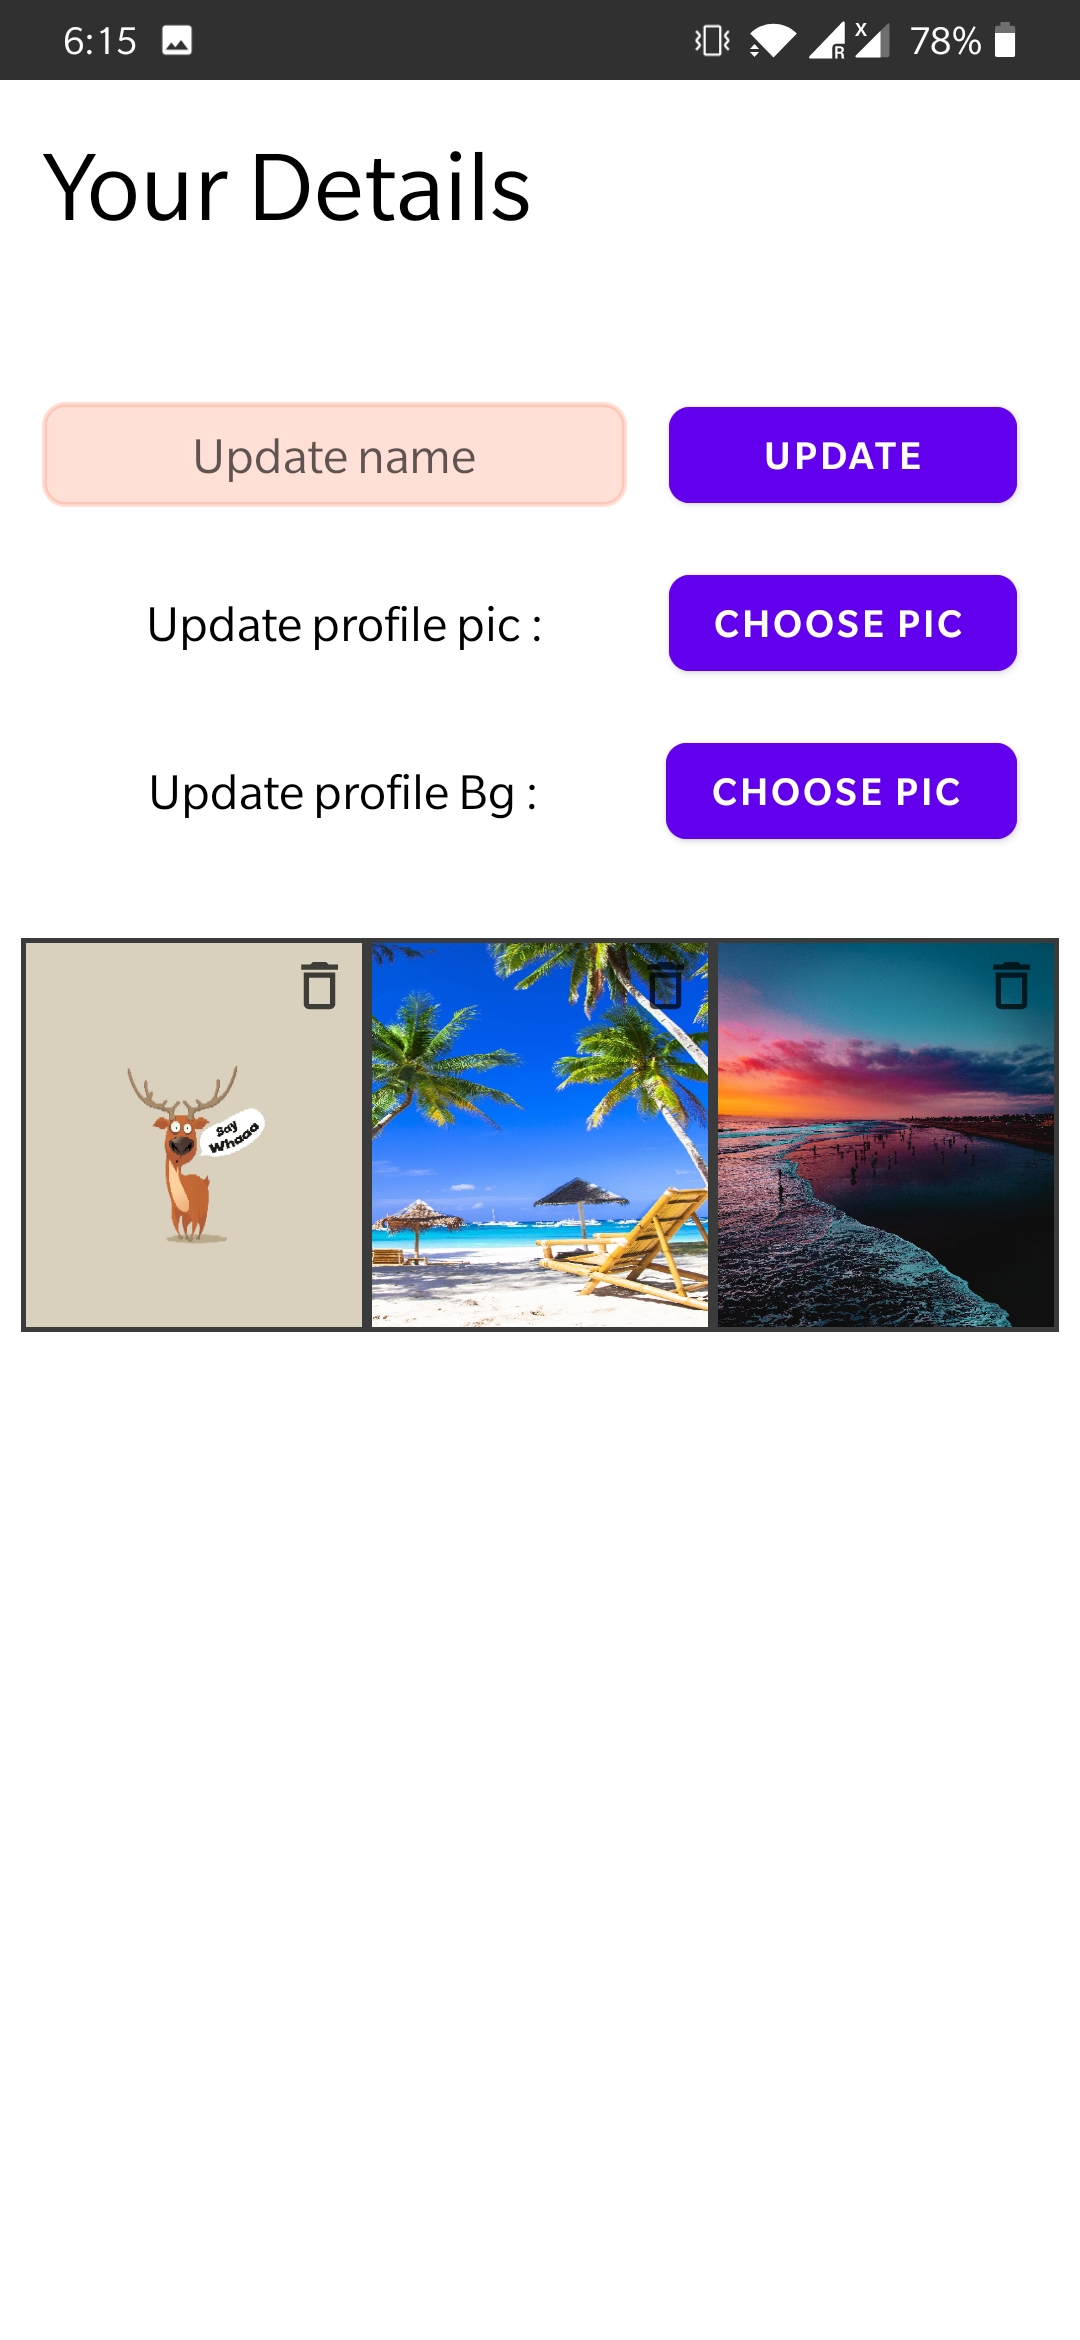 6:15 R X 78%
Your Details
Update name UPDATE
Update profile pic : CHOOSE PIC
Update profile Bg : CHOOSE PIC
Say
Whaaa